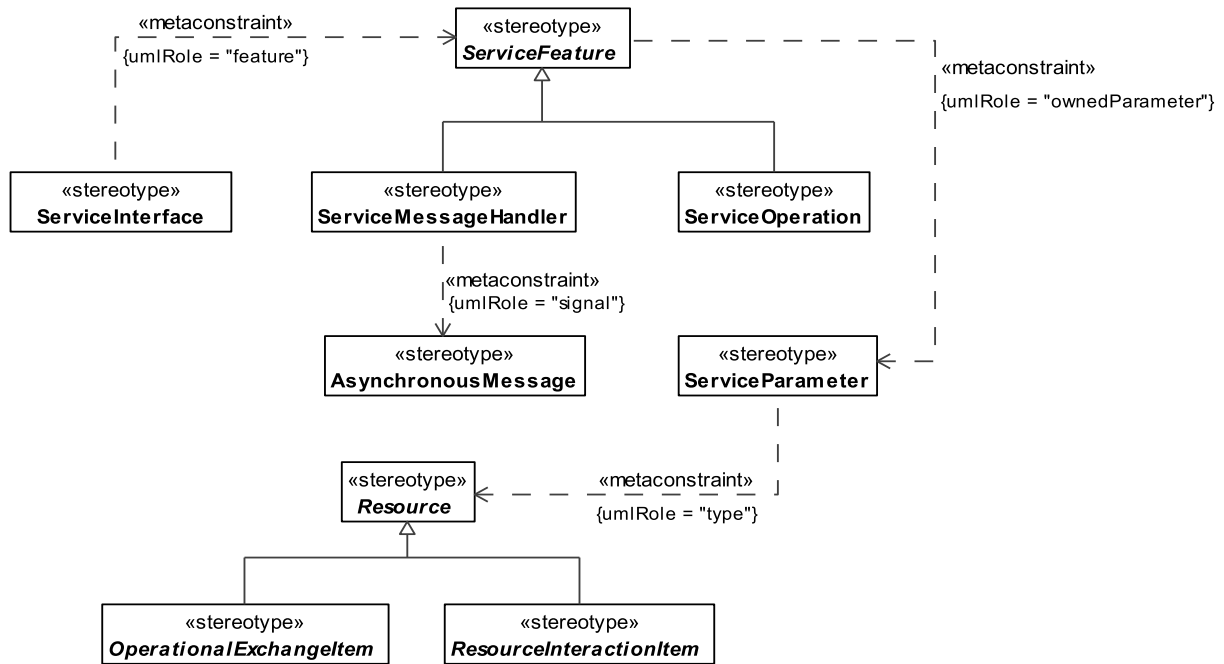 «metaconstraint»
{umlRole = "feature"}
«stereotype»
ServiceFeature
«metaconstraint»
{umlRole = "ownedParameter"}
«stereotype»
ServiceInterface
«stereotype»
ServiceMessageHandler
«stereotype»
ServiceOperation
«metaconstraint»
{umlRole = "signal"}
«stereotype»
AsynchronousMessage
«stereotype»
ServiceParameter
«stereotype»
Resource
«metaconstraint»
{umlRole = "type"}
«stereotype»
OperationalExchangeItem
«stereotype»
ResourceInteractionItem